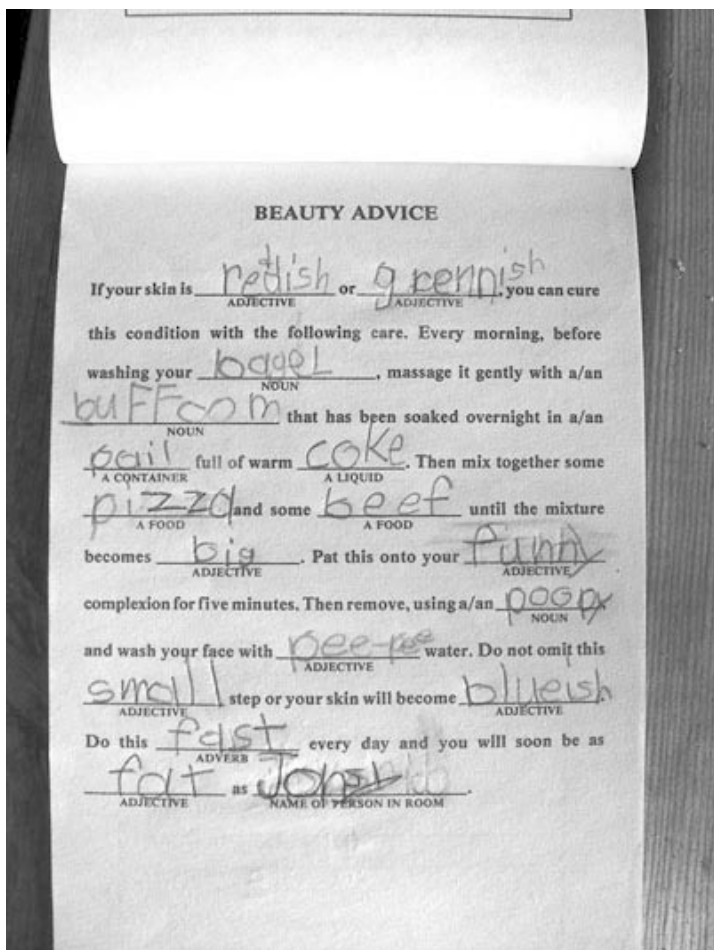 BEAUTY ADVICE
If your skin is redish or grennish, you can cure
ADJECTIVE ADJECTIVE
this condition with the following care. Every morning, before
washing your bagel, massage it gently with a/an
NOUN
buFFoom that has been soaked overnight in a/an
NOUN
pail full of warm coke. Then mix together some
A CONTAINER A LIQUID
pizza and some beef until the mixture
A FOOD A FOOD
becomes big. Pat this onto your funny
ADJECTIVE ADJECTIVE
complexion for five minutes. Then remove, using a/an poopy
NOUN
and wash your face with pee-pee water. Do not omit this
ADJECTIVE
small step or your skin will become blueish.
ADJECTIVE ADJECTIVE
Do this fast every day and you will soon be as
ADVERB
fat as .
ADJECTIVE NAME OF PERSON IN ROOM